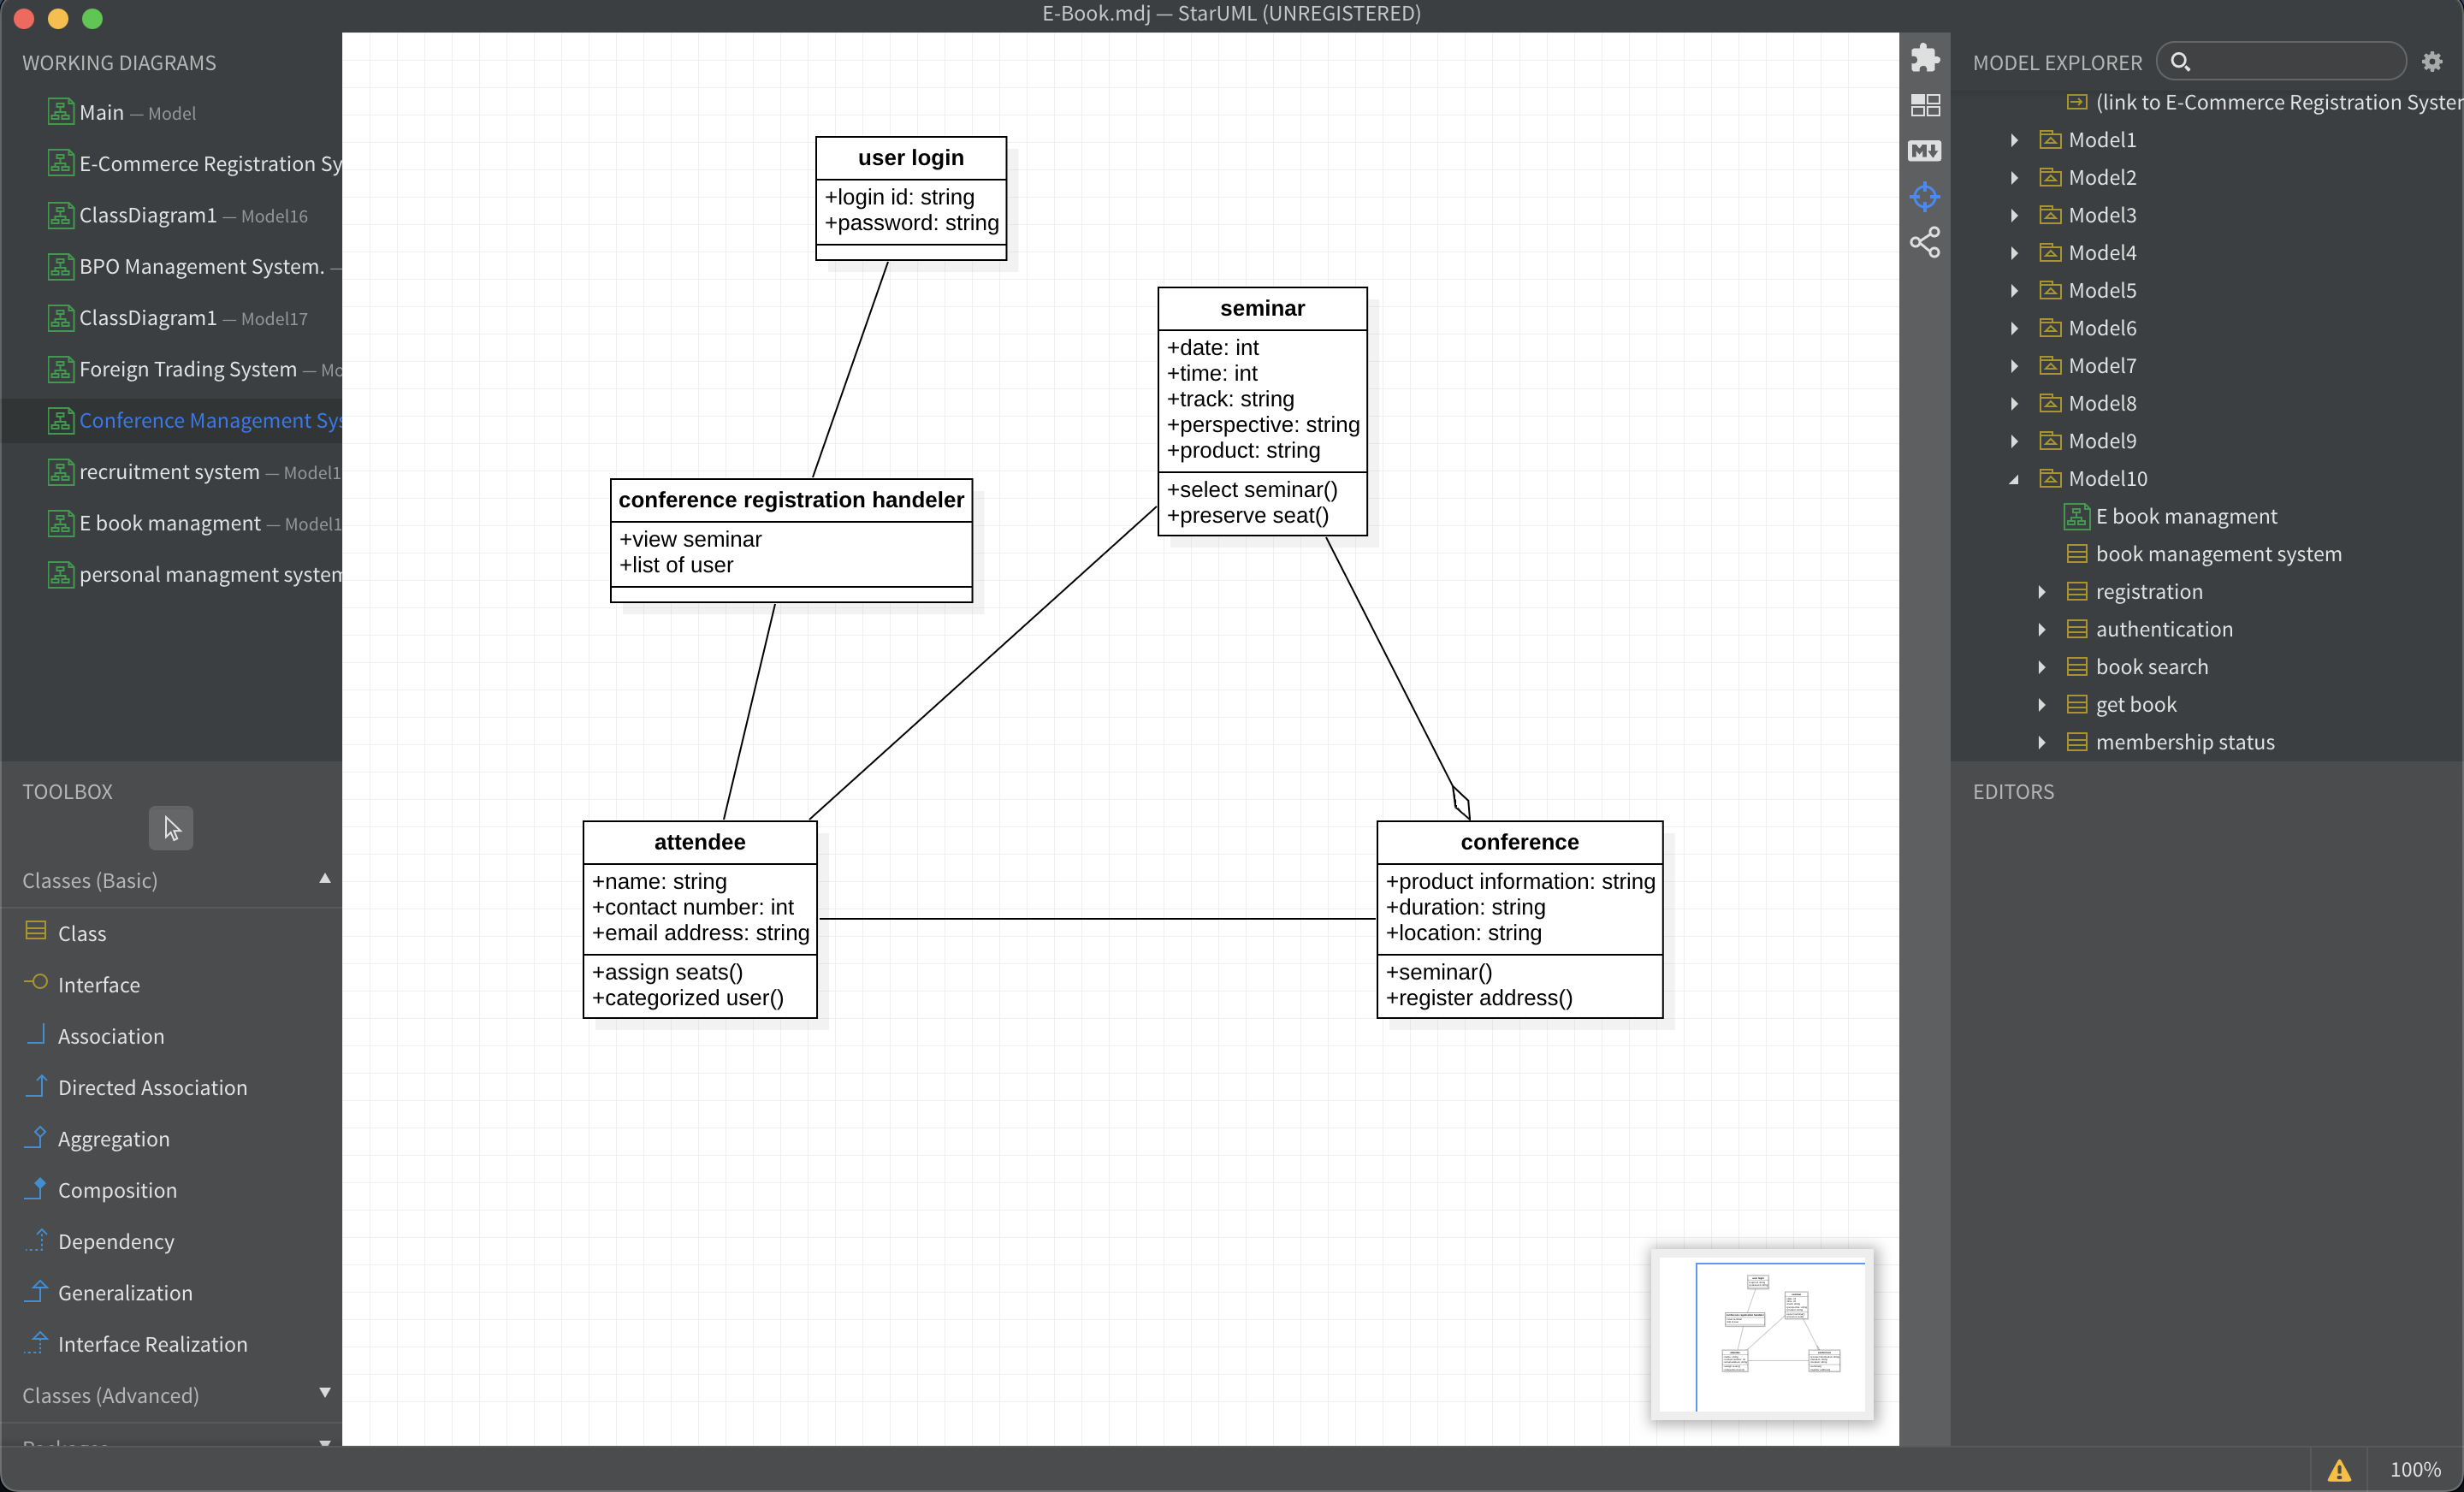 E-Book.mdj — StarUML (UNREGISTERED)
WORKING DIAGRAMS
Main — Model
E-Commerce Registration Sy
ClassDiagram1 — Model16
BPO Management System. —
ClassDiagram1 — Model17
Foreign Trading System — Mo
Conference Management Sys
recruitment system — Model1
E book managment — Model1
personal managment system
TOOLBOX
Classes (Basic)
Class
Interface
Association
Directed Association
Aggregation
Composition
Dependency
Generalization
Interface Realization
Classes (Advanced)
user login
+login id: string
+password: string
seminar
+date: int
+time: int
+track: string
+perspective: string
+product: string
+select seminar()
+preserve seat()
conference registration handeler
+view seminar
+list of user
attendee
+name: string
+contact number: int
+email address: string
+assign seats()
+categorized user()
conference
+product information: string
+duration: string
+location: string
+seminar()
+register address()
MODEL EXPLORER
(link to E-Commerce Registration System
Model1
Model2
Model3
Model4
Model5
Model6
Model7
Model8
Model9
Model10
E book managment
book management system
registration
authentication
book search
get book
membership status
EDITORS
100%